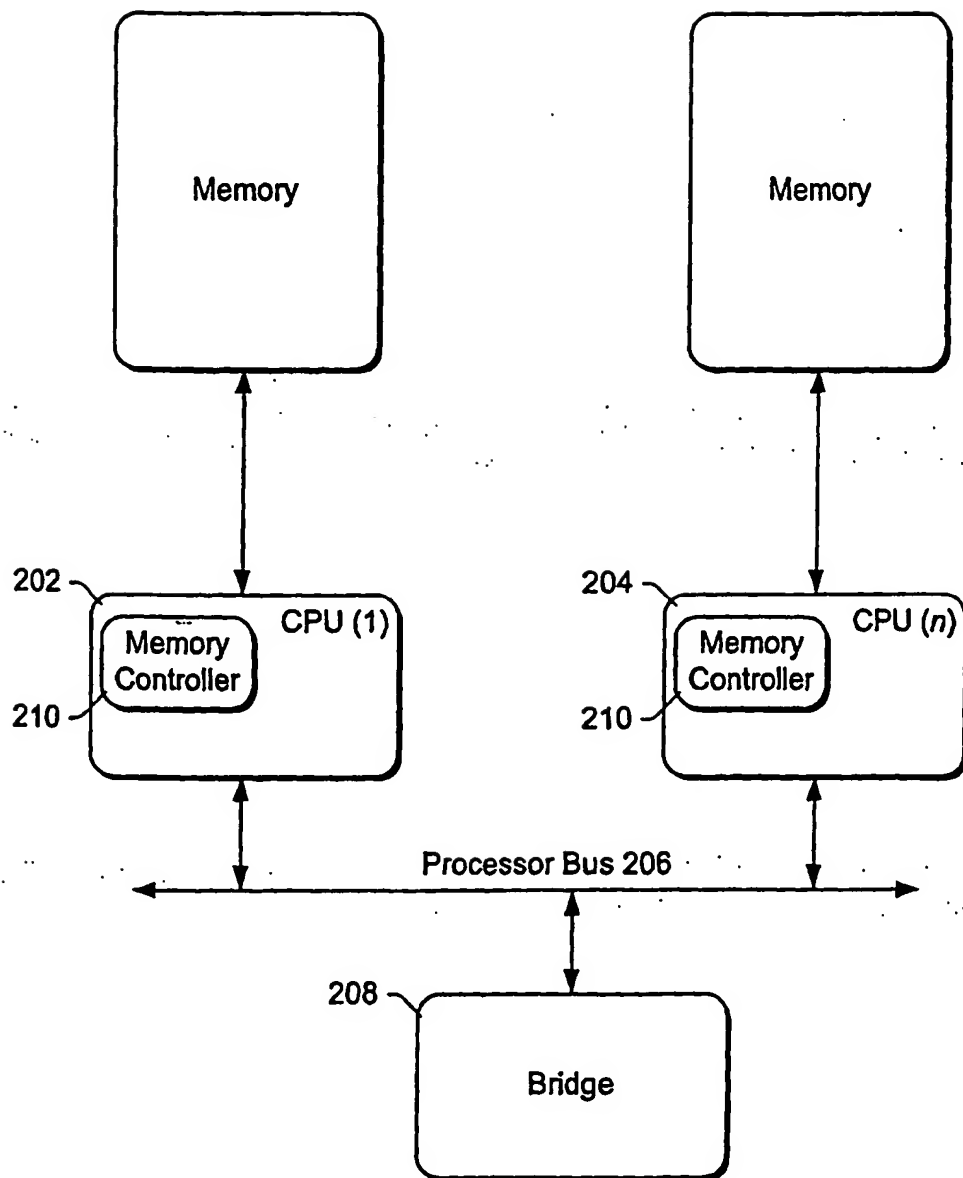 Memory
Memory
202
CPU (1)
Memory
Controller
210
204
CPU (n)
Memory
Controller
210
Processor Bus 206
208
Bridge